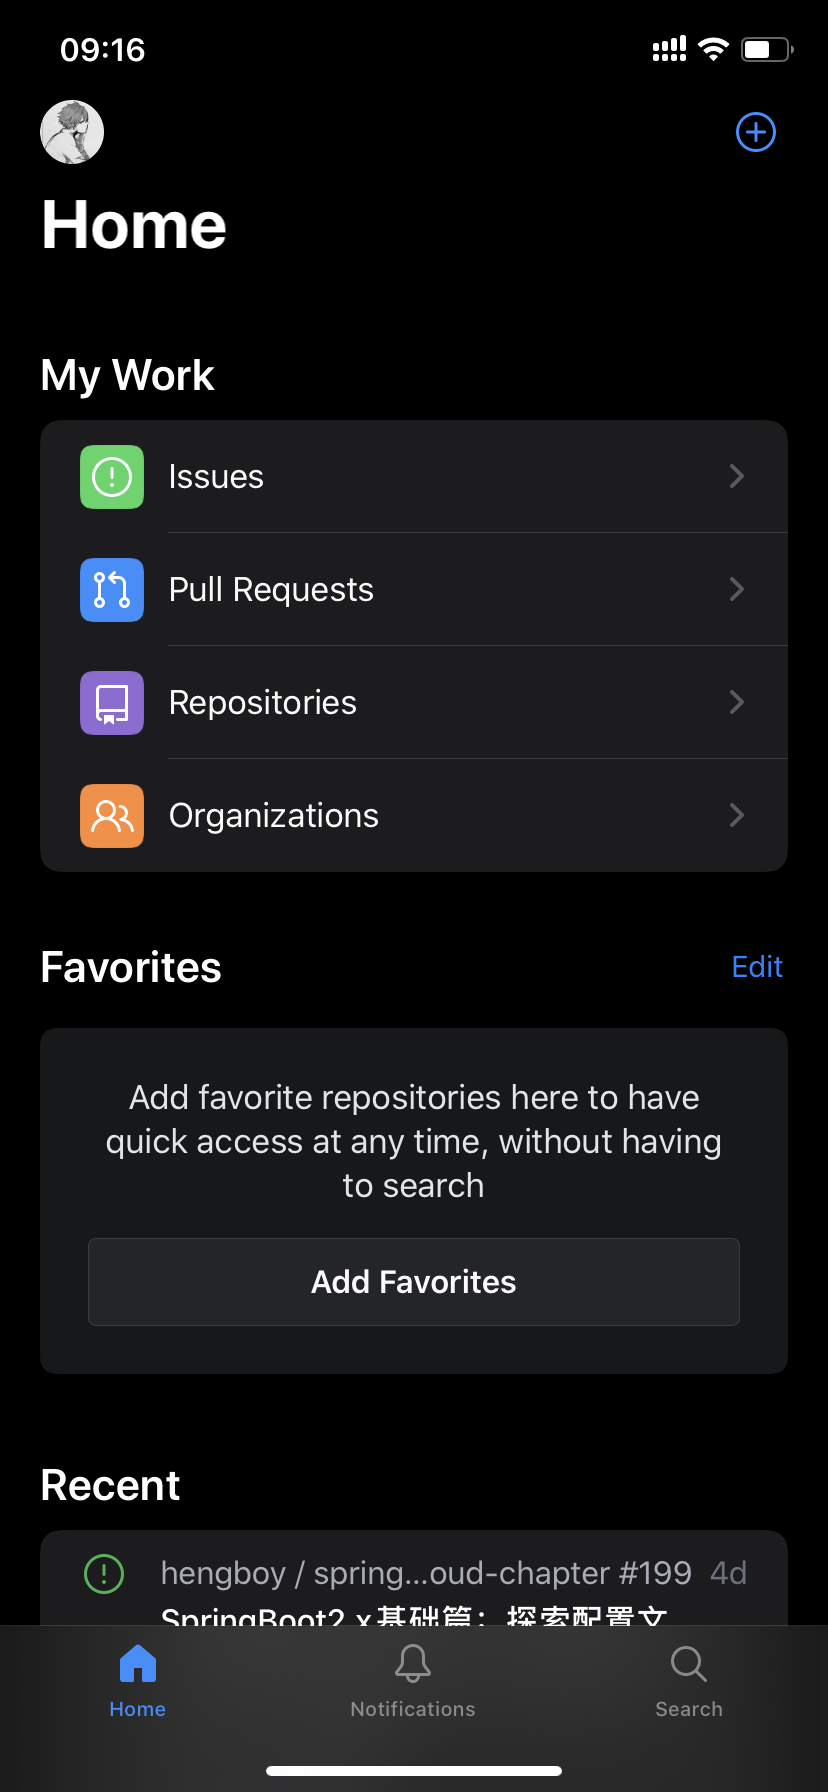 09:16
Home
My Work
Issues
Pull Requests
Repositories
Organizations
Favorites
Edit
Add favorite repositories here to have
quick access at any time, without having
to search
Add Favorites
Recent
hengboy / spring...oud-chapter #199 4d
SpringBoot2.x基础篇：探索配置文
Home
Notifications
Search